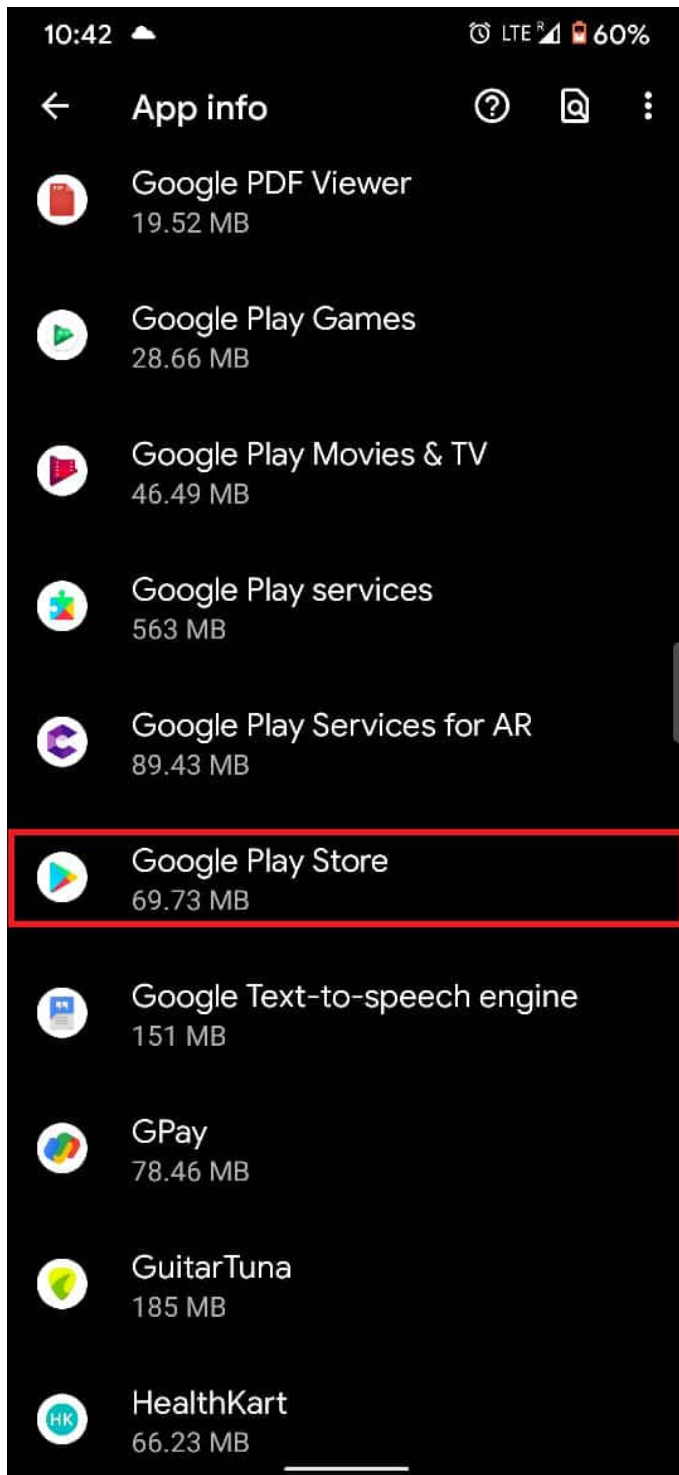 10:42 LTE R 60%
App info
Google PDF Viewer
19.52 MB
Google Play Games
28.66 MB
Google Play Movies & TV
46.49 MB
Google Play services
563 MB
Google Play Services for AR
89.43 MB
Google Play Store
69.73 MB
Google Text-to-speech engine
151 MB
GPay
78.46 MB
GuitarTuna
185 MB
HK HealthKart
66.23 MB